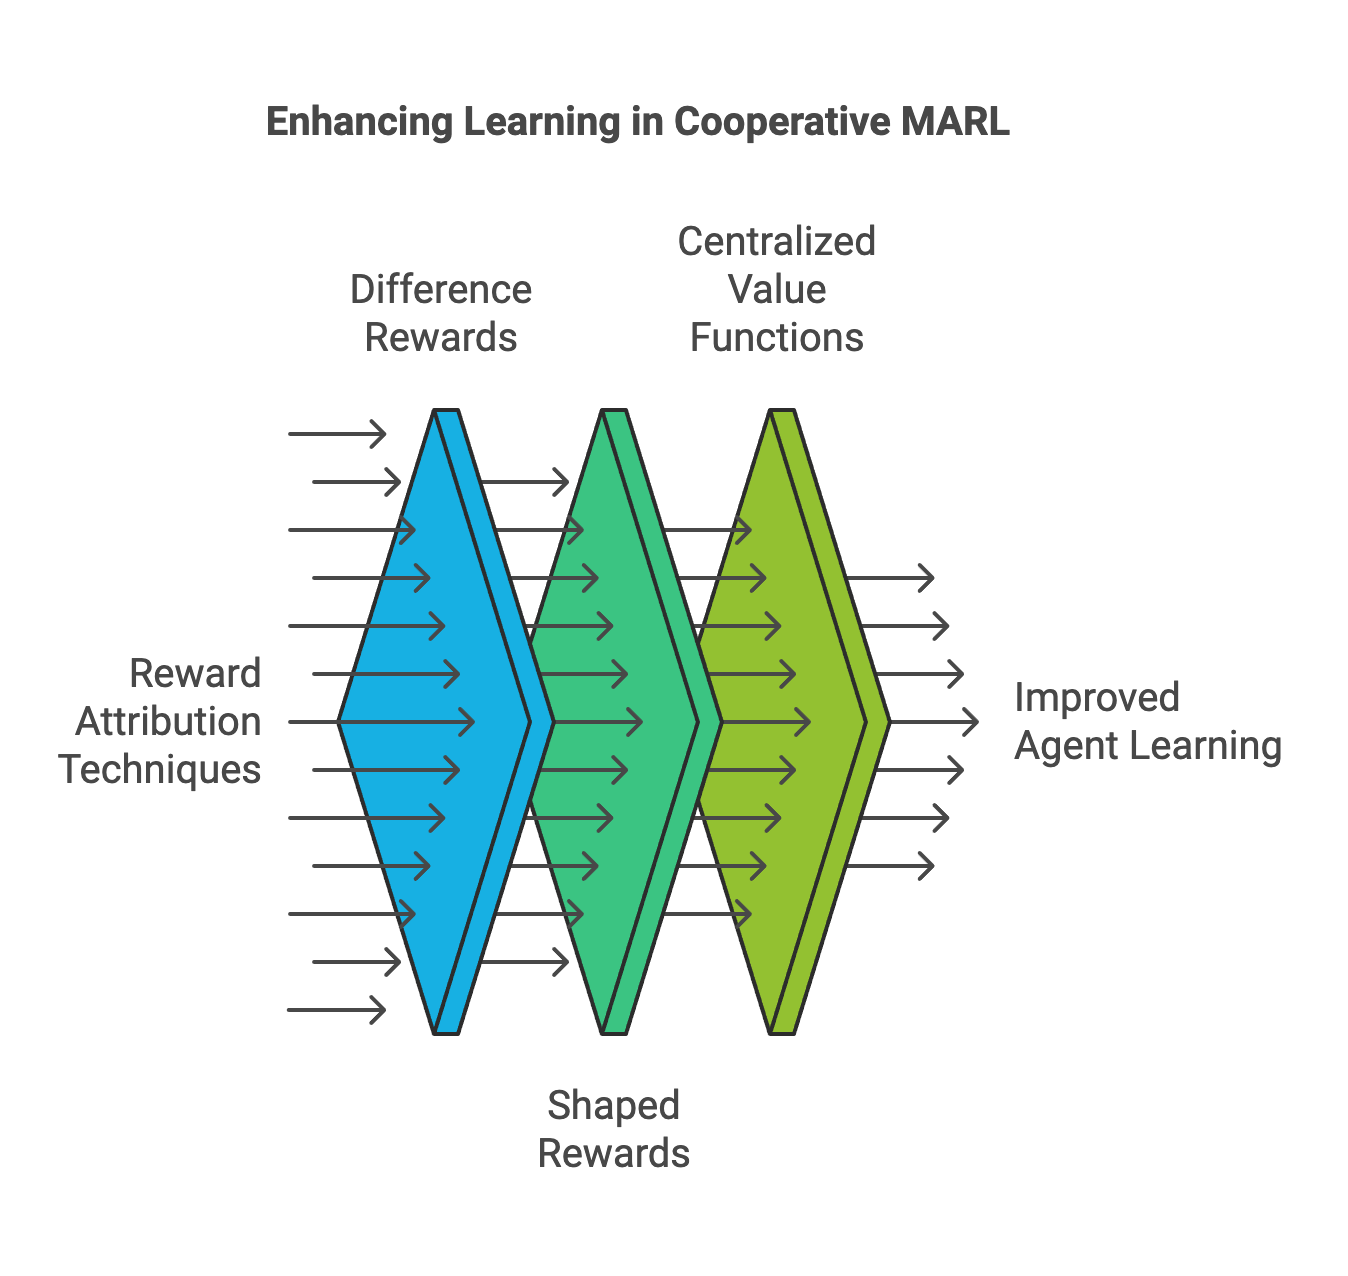 Enhancing Learning in Cooperative MARL
Difference
Rewards
Centralized
Value
Functions
Reward
Attribution
Techniques
Improved
Agent Learning
Shaped
Rewards